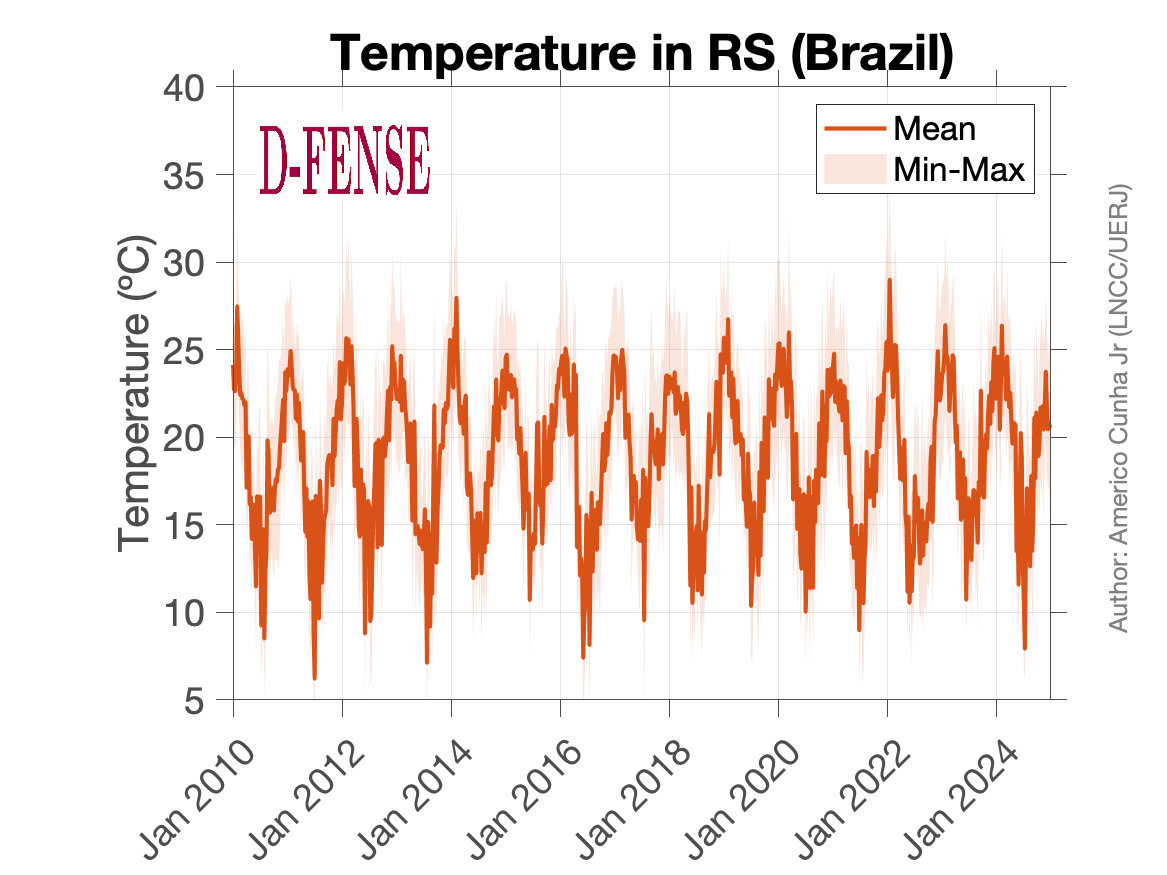 Temperature in RS (Brazil)
D-FENSE
Mean
Min-Max
Temperature (ºC)
40
35
30
25
20
15
10
5
Jan 2010
Jan 2012
Jan 2014
Jan 2016
Jan 2018
Jan 2020
Jan 2022
Jan 2024
Author: Americo Cunha Jr (LNCC/UERJ)